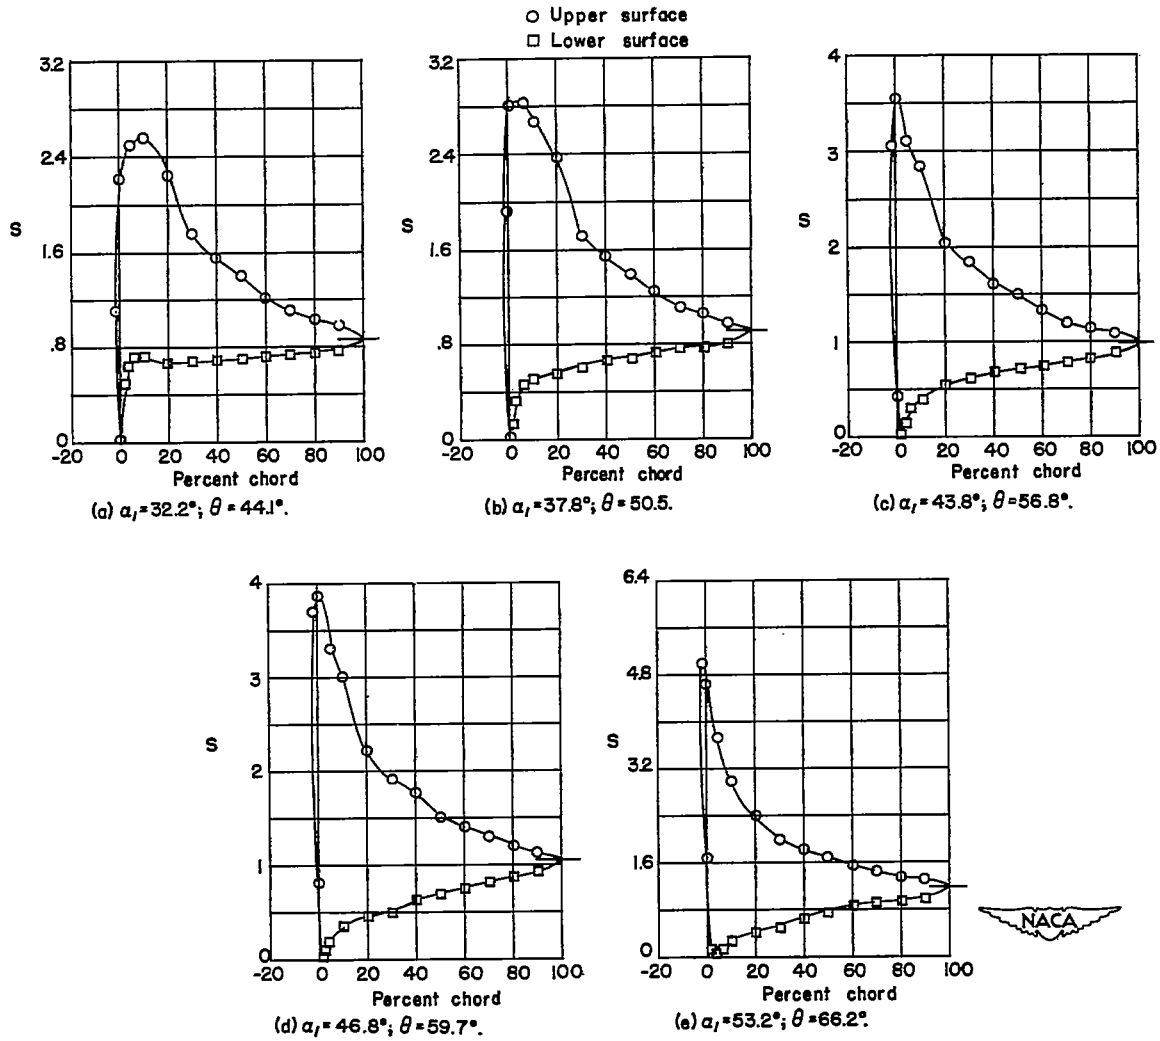 ○ Upper surface
□ Lower surface
3.2
2.4
S
1.6
.8
0
-20 0 20 40 60 80 100
Percent chord
(a) α₁=32.2°; θ=44.1°.
3.2
2.4
S
1.6
.8
0
-20 0 20 40 60 80 100
Percent chord
(b) α₁=37.8°; θ=50.5.
4
3
S
2
1
0
-20 0 20 40 60 80 100
Percent chord
(c) α₁=43.8°; θ=56.8°.
4
3
S
2
1
0
-20 0 20 40 60 80 100
Percent chord
(d) α₁=46.8°; θ=59.7°.
6.4
4.8
S
3.2
1.6
0
-20 0 20 40 60 80 100
Percent chord
(e) α₁=53.2°; θ=66.2°.
NACA